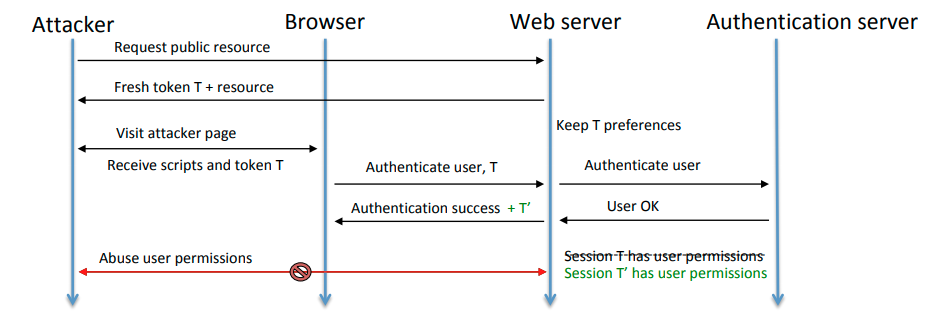 Attacker Browser Web server Authentication server
Request public resource
Fresh token T + resource
Keep T preferences
Visit attacker page
Receive scripts and token T
Authenticate user, T Authenticate user
Authentication success + T’ User OK
Abuse user permissions Session T has user permissions
Session T’ has user permissions